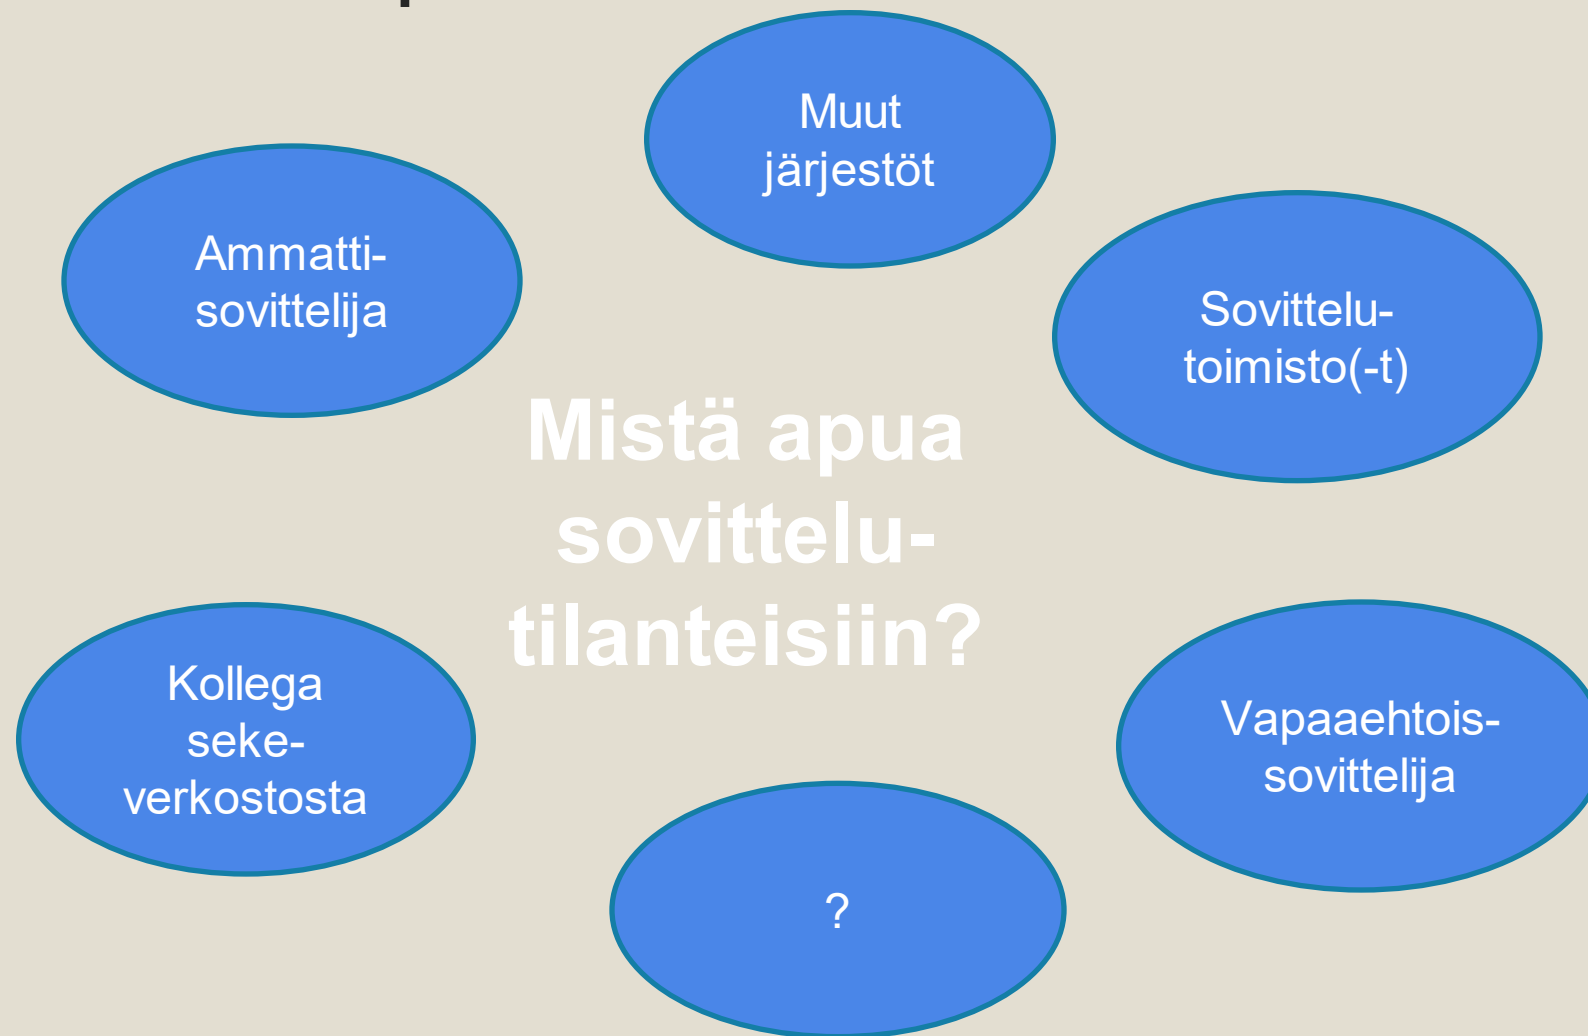 Muut
järjestöt
Ammatti-
sovittelija
Sovittelu-
toimisto(-t)
Mistä apua
sovittelu-
tilanteisiin?
Kollega
seke-
verkostosta
Vapaaehtois-
sovittelija
?